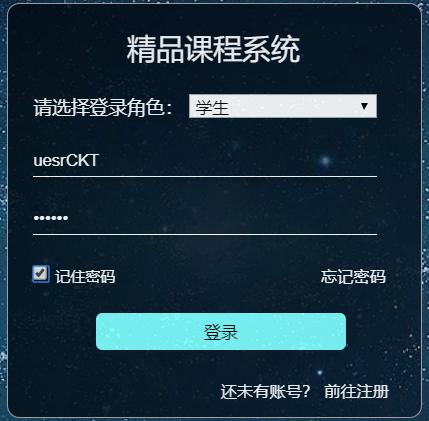 精品课程系统
请选择登录角色： 学生
uesrCKT
••••••
记住密码 忘记密码
登录
还未有账号？ 前往注册